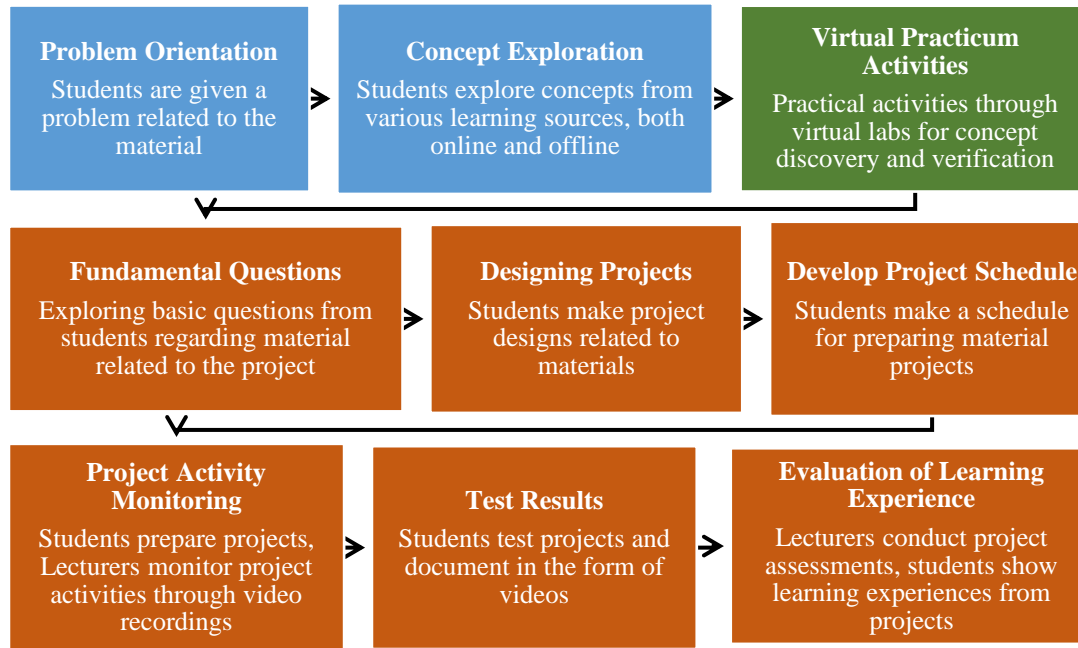 Problem Orientation
Students are given a
problem related to the
material
Concept Exploration
Students explore concepts from
various learning sources, both
online and offline
Virtual Practicum
Activities
Practical activities through
virtual labs for concept
discovery and verification
Fundamental Questions
Exploring basic questions from
students regarding material
related to the project
Designing Projects
Students make project
designs related to
materials
Develop Project Schedule
Students make a schedule
for preparing material
projects
Project Activity
Monitoring
Students prepare projects,
Lecturers monitor project
activities through video
recordings
Test Results
Students test projects and
document in the form of
videos
Evaluation of Learning
Experience
Lecturers conduct project
assessments, students show
learning experiences from
projects